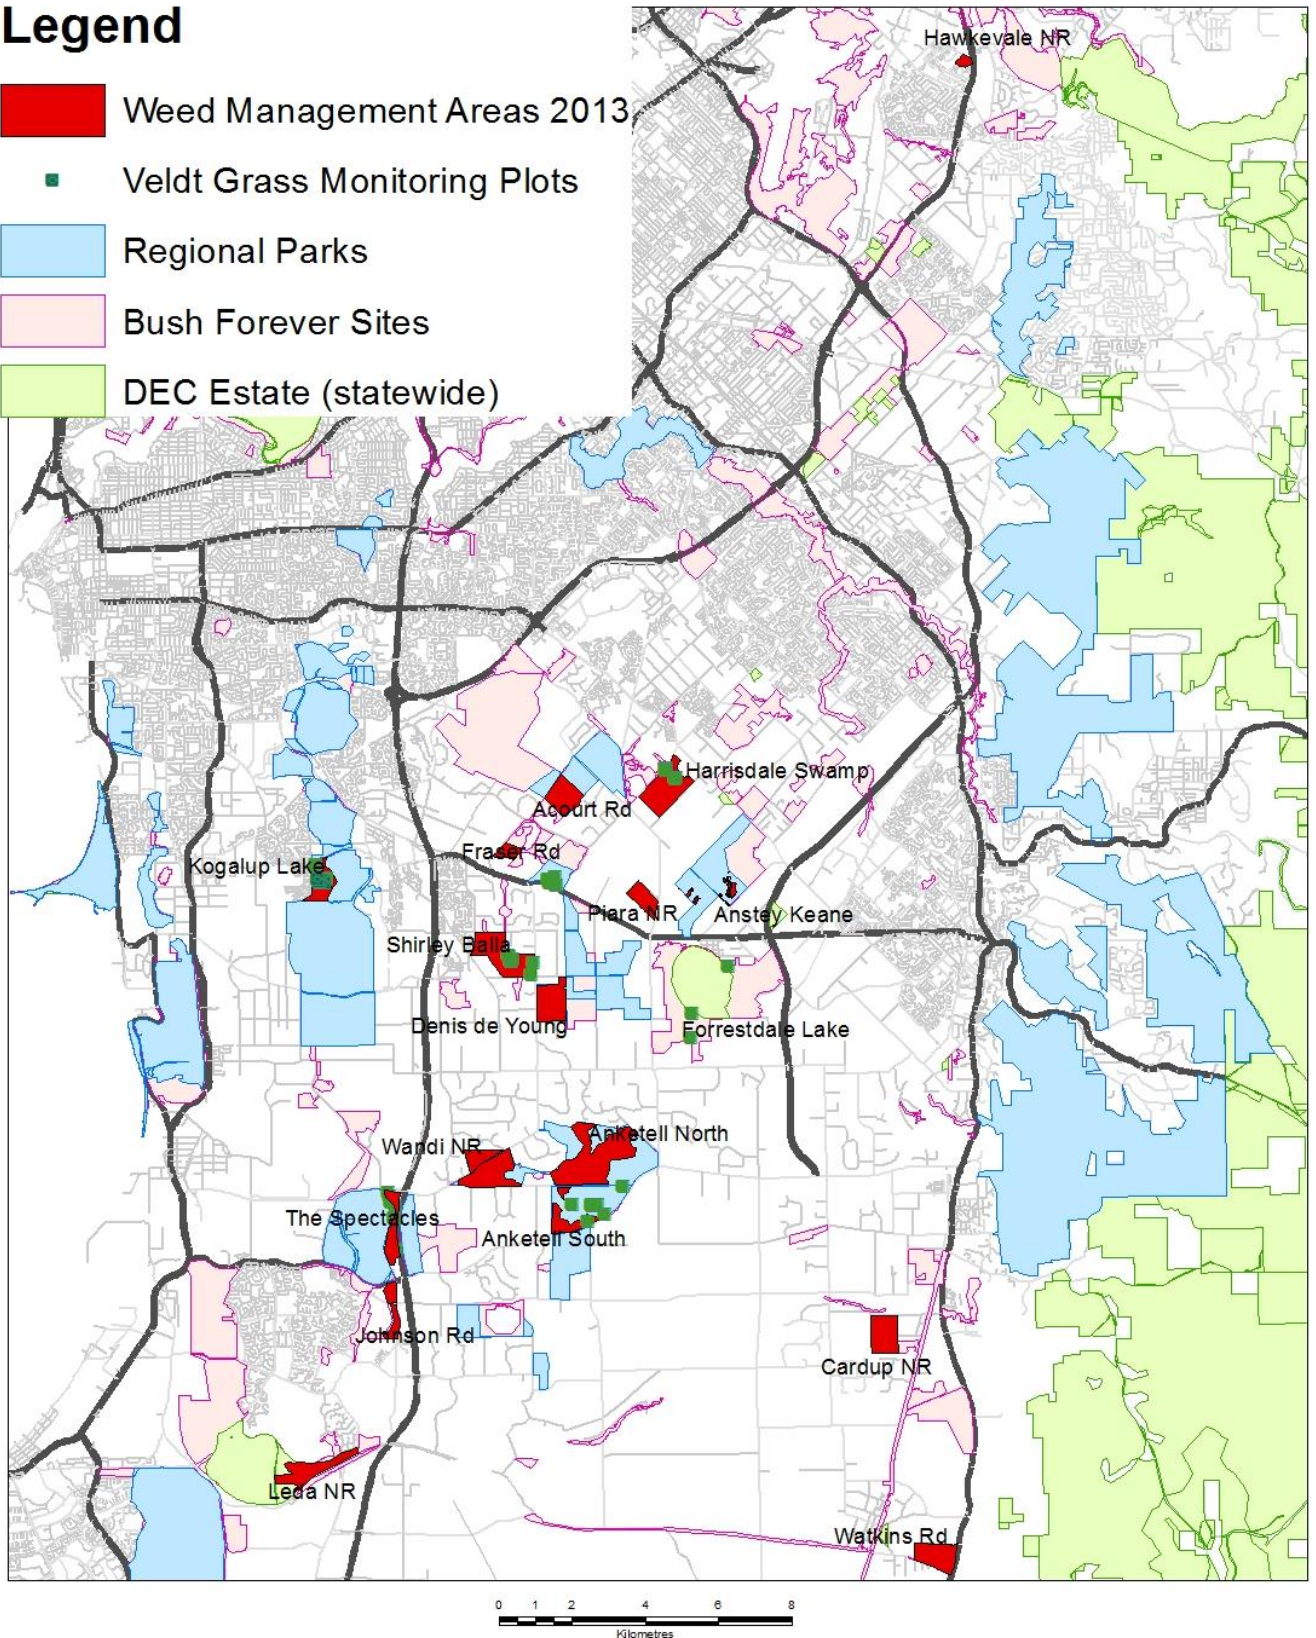 Legend
Weed Management Areas 2013
Veldt Grass Monitoring Plots
Regional Parks
Bush Forever Sites
DEC Estate (statewide)
Hawkevale NR
Harrisdale Swamp
Acourt Rd
Fraser Rd
Kogalup Lake
Piara NR
Anstey Keane
Shirley Balla
Denis de Young
Forrestdale Lake
Anketell North
Wandi NR
The Spectacles
Anketell South
Johnson Rd
Cardup NR
Leda NR
Watkins Rd
0 1 2 4 6 8
Kilometres